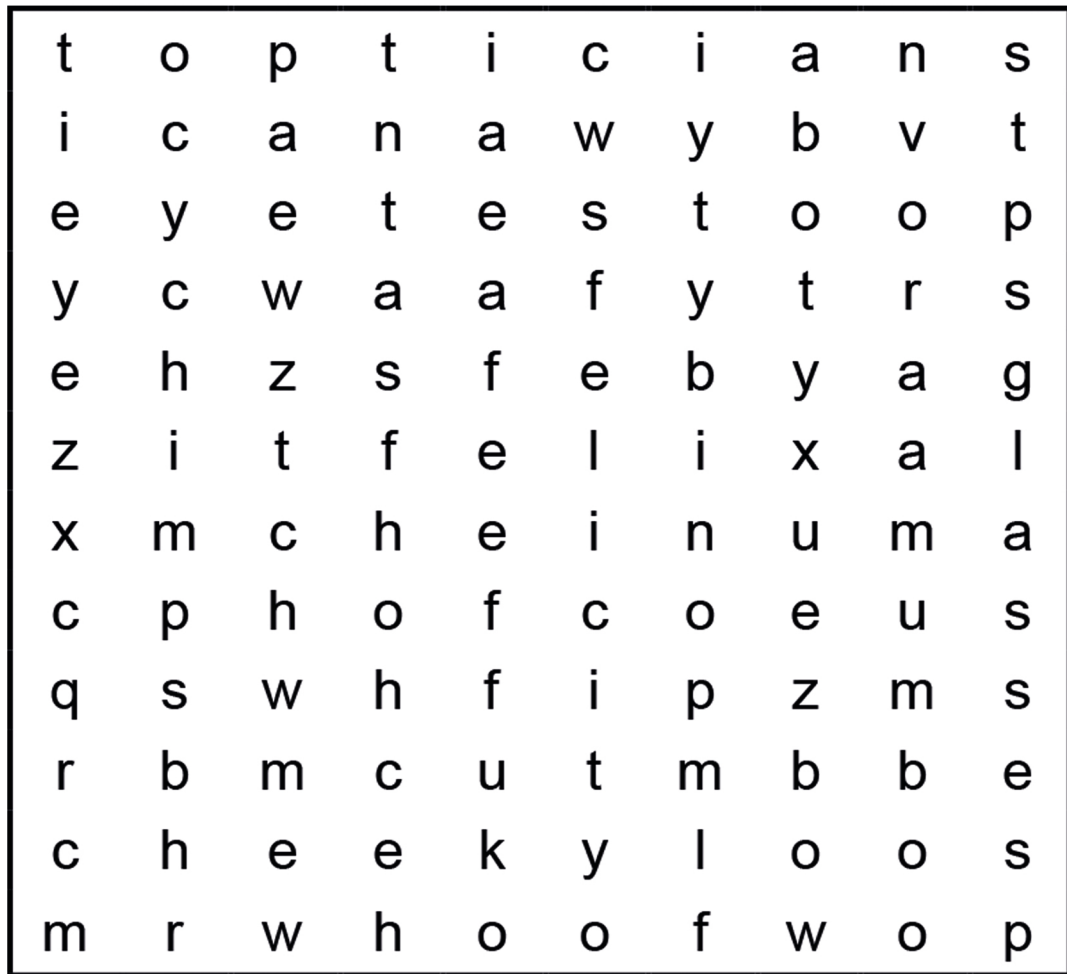 t o p t i c i a n s
i c a n a w y b v t
e y e t e s t o o p
y c w a a f y t r s
e h z s f e b y a g
z i t f e l i x a l
x m c h e i n u m a
c p h o f c o e u s
q s w h f i p z m s
r b m c u t m b b e
c h e e k y l o o s
m r w h o o f w o p